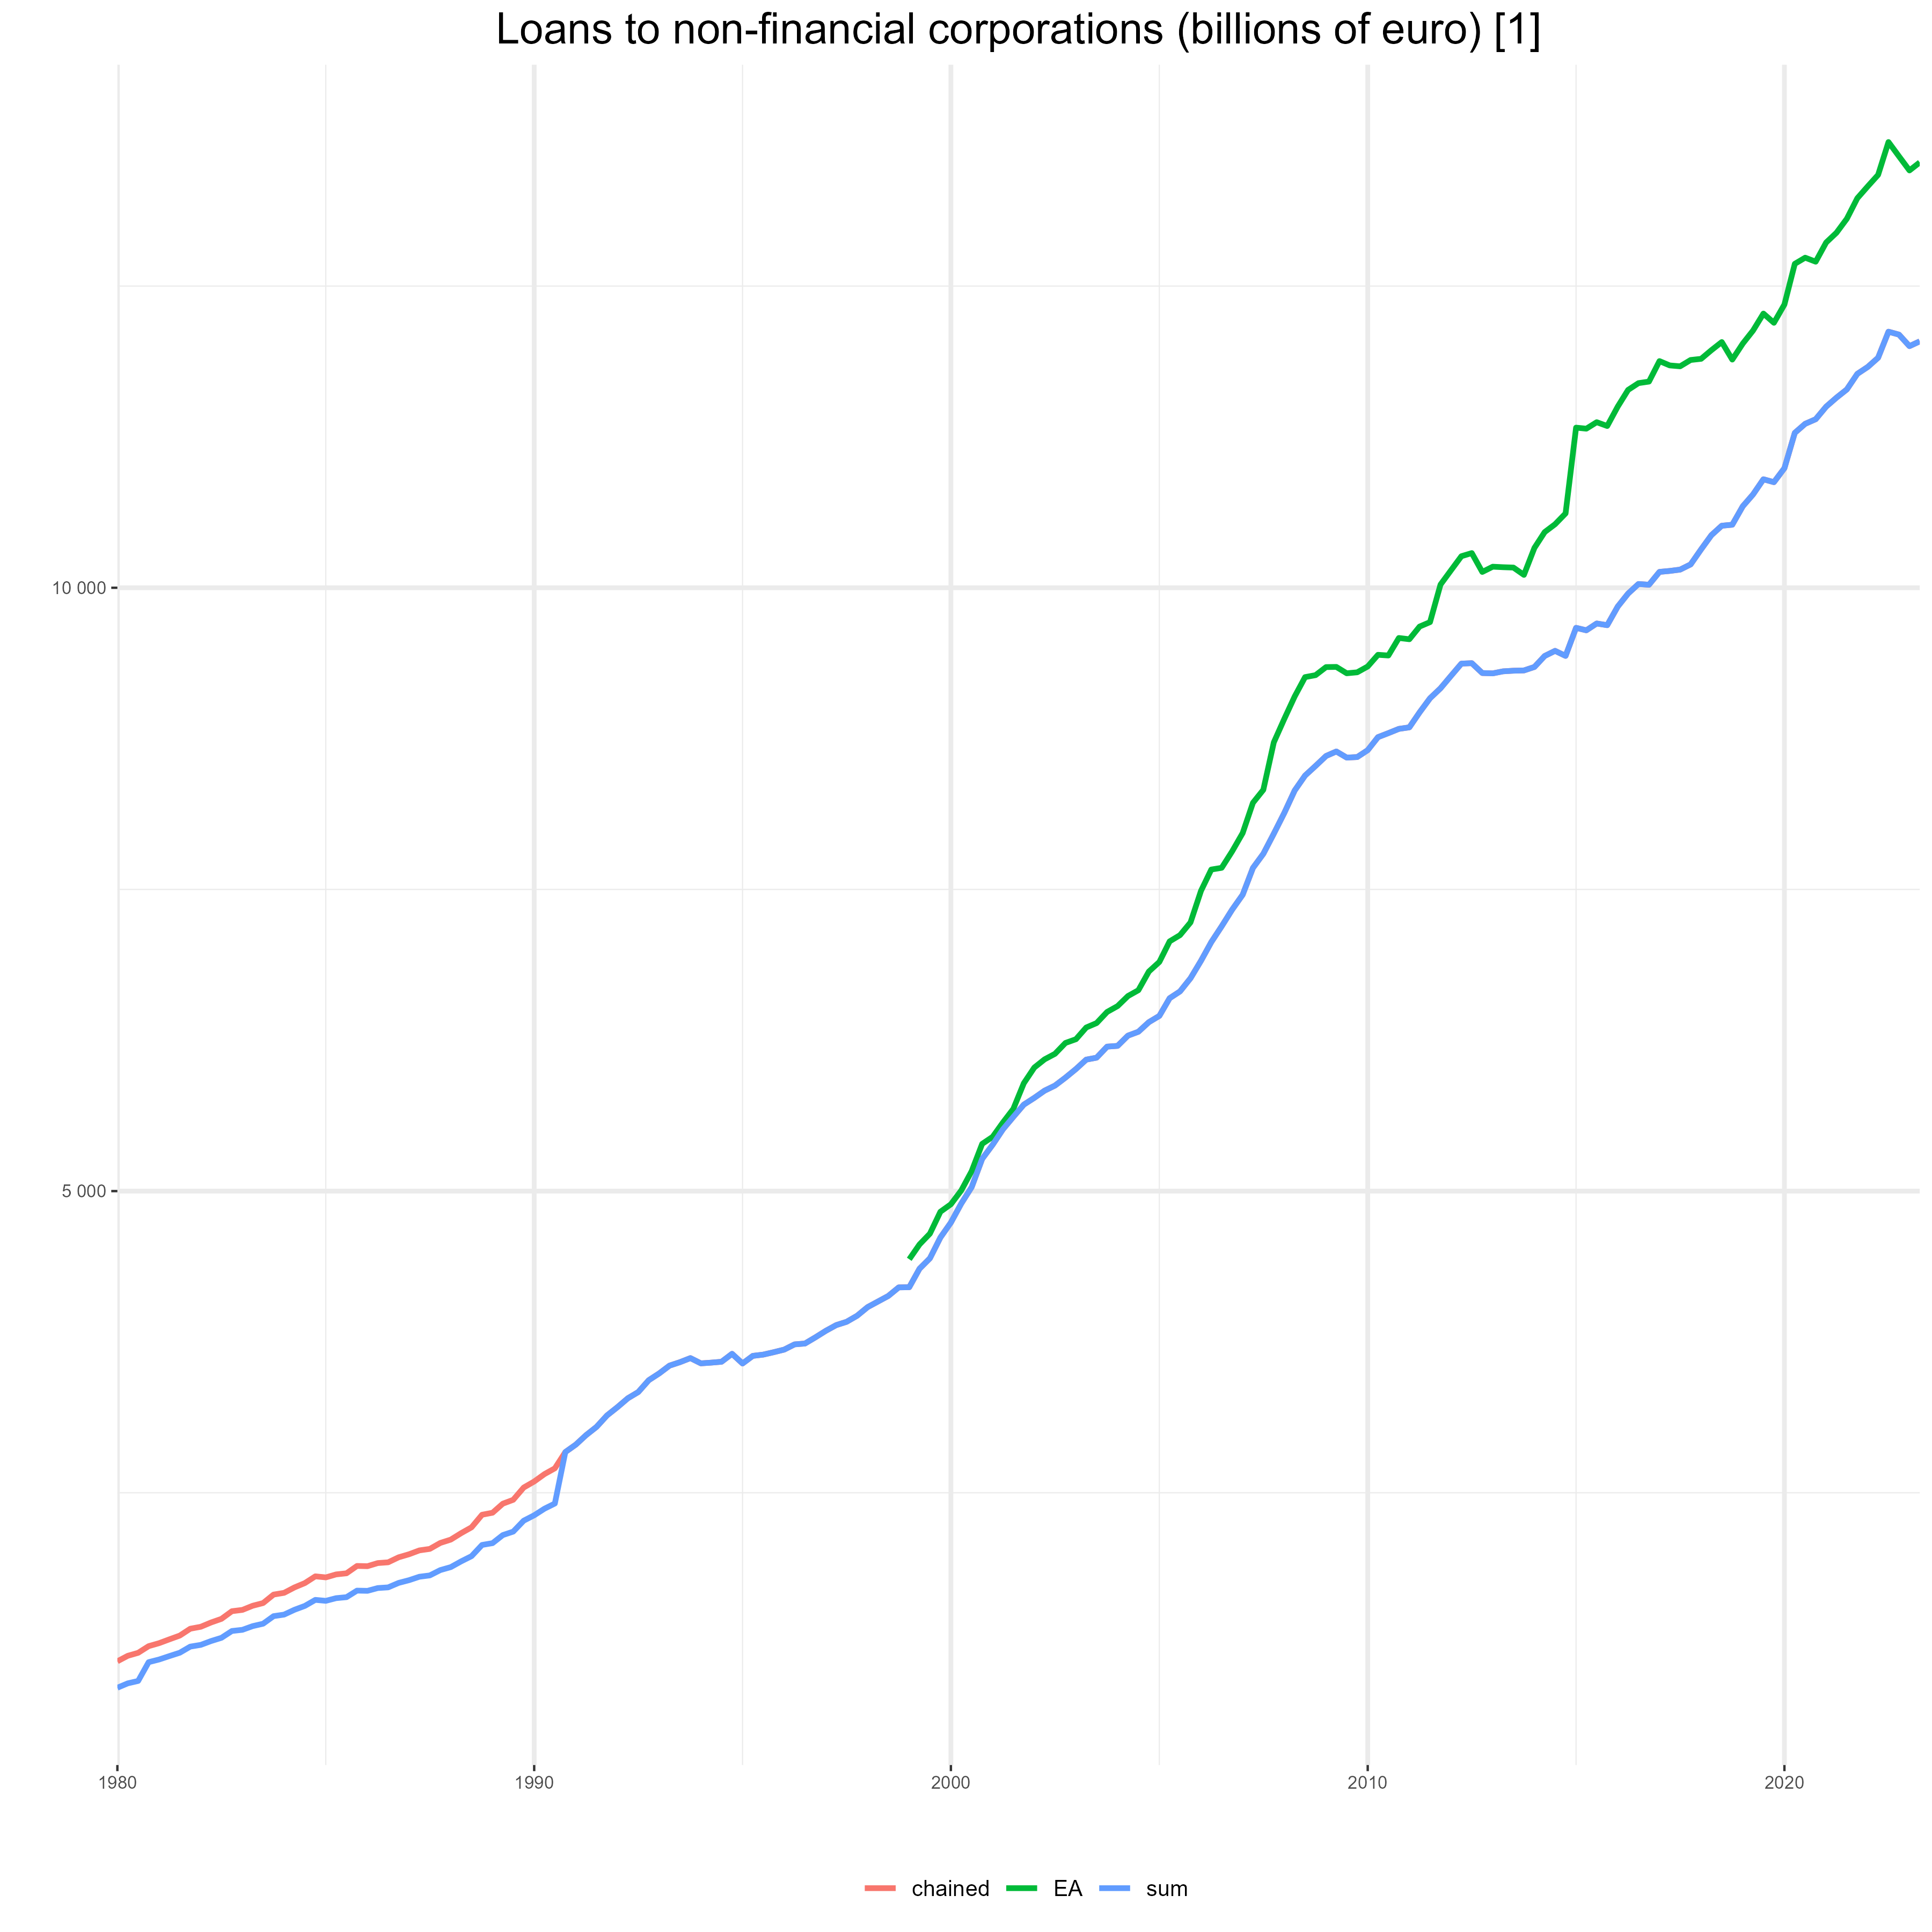 Loans to non-financial corporations (billions of euro) [1]
10 000
5 000
1980 1990 2000 2010 2020
chained EA sum